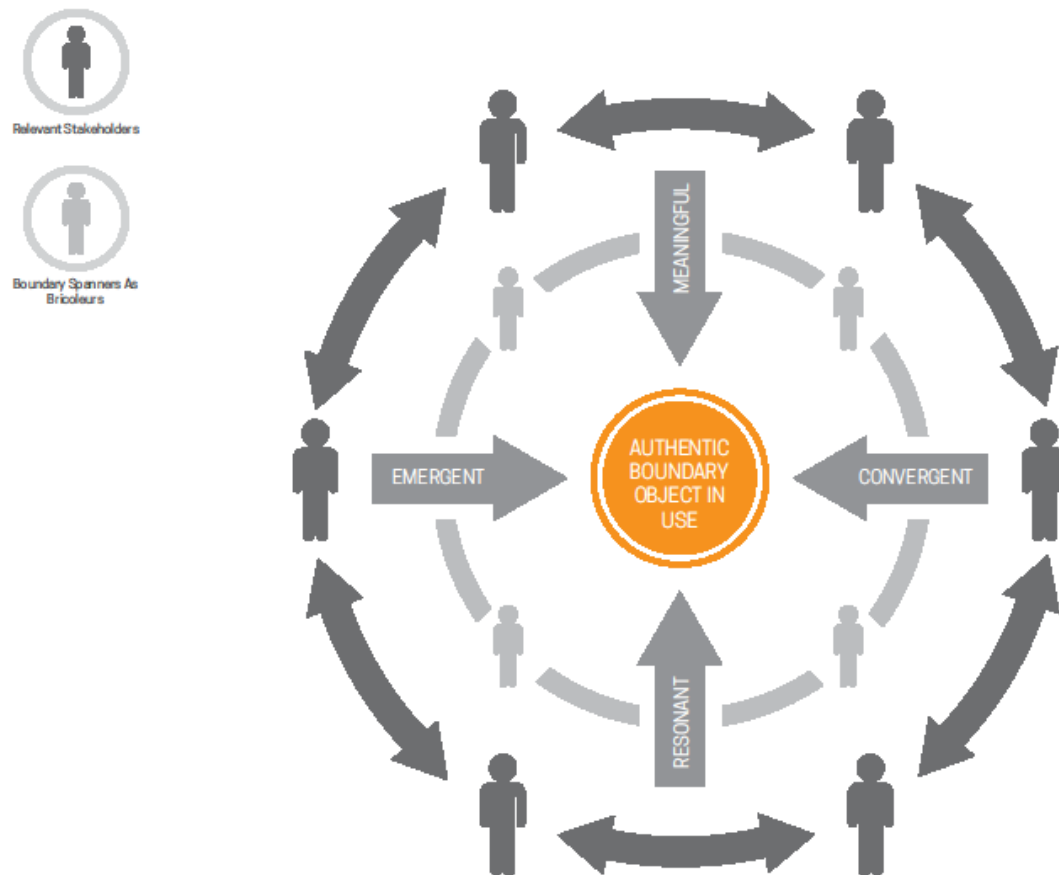 Relevant Stakeholders
Boundary Spanners As
Bricoleurs
MEANINGFUL
EMERGENT
AUTHENTIC
BOUNDARY
OBJECT IN
USE
CONVERGENT
RESONANT